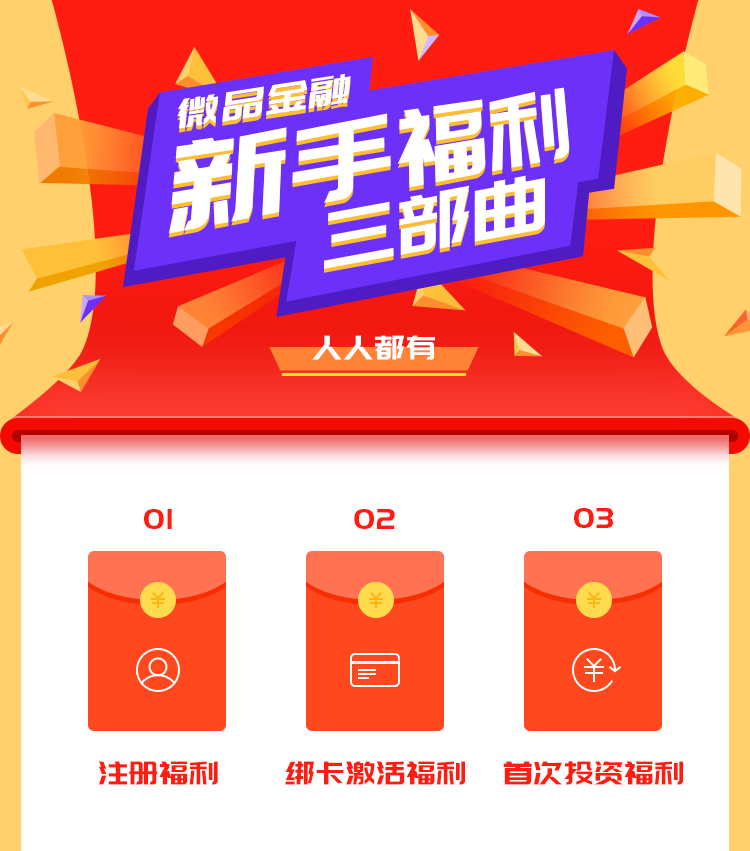 微品金融
新手福利
三部曲
人人都有
01 02 03
¥ ¥ ¥
¥
注册福利 绑卡激活福利 首次投资福利